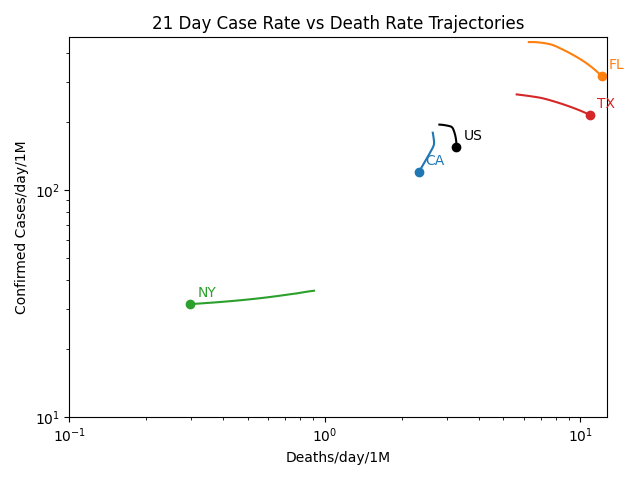 21 Day Case Rate vs Death Rate Trajectories
FL
TX
US
CA
NY
Confirmed Cases/day/1M
10²
10¹
10⁻¹
10⁰
10¹
Deaths/day/1M